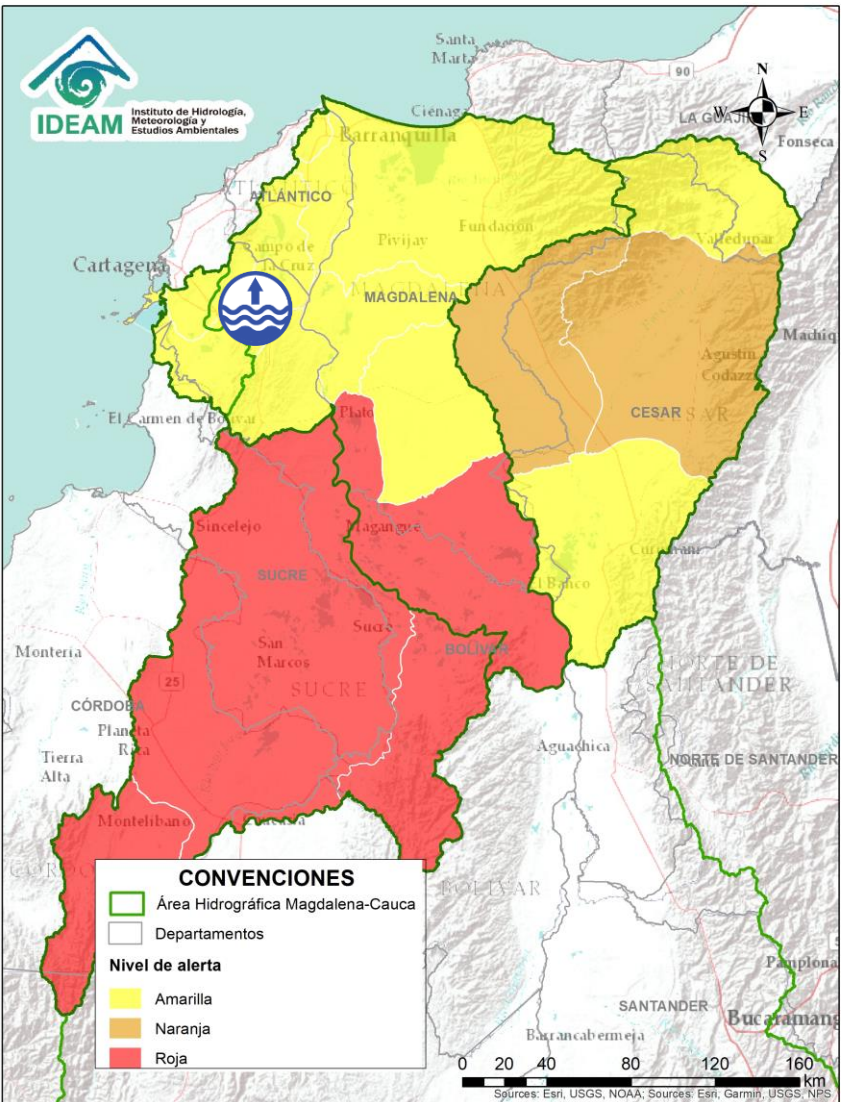 IDEAM
Instituto de Hidrología,
Meteorología y
Estudios Ambientales
Santa
Marta
90
N
W
E
S
LA GUAJIR
Fonseca
Ciénaga
Barranquilla
ATLÁNTICO
Fundación
Pivijay
Campo de
la Cruz
Valledupar
Cartagena
MAGDALENA
MAGDALENA
Agustín
Codazzi
CESAR
CESAR
El Carmen de Bolívar
Plato
Sincelejo
Magangué
SUCRE
El Banco
Sucre
BOLÍVAR
San
Marcos
SUCRE
Montería
25
CÓRDOBA
Planeta
Rica
Tierra
Alta
NORTE DE
SANTANDER
Aguachica
NORTE DE SANTANDER
Montelíbano
BOLÍVAR
CONVENCIONES
Área Hidrográfica Magdalena-Cauca
Departamentos
Nivel de alerta
Amarilla
Naranja
Roja
Pamplona
SANTANDER
Bucaramang
Barrancabermeja
0 20 40 80 120 160
km
Sources: Esri, USGS, NOAA; Sources: Esri, Garmin, USGS, NPS